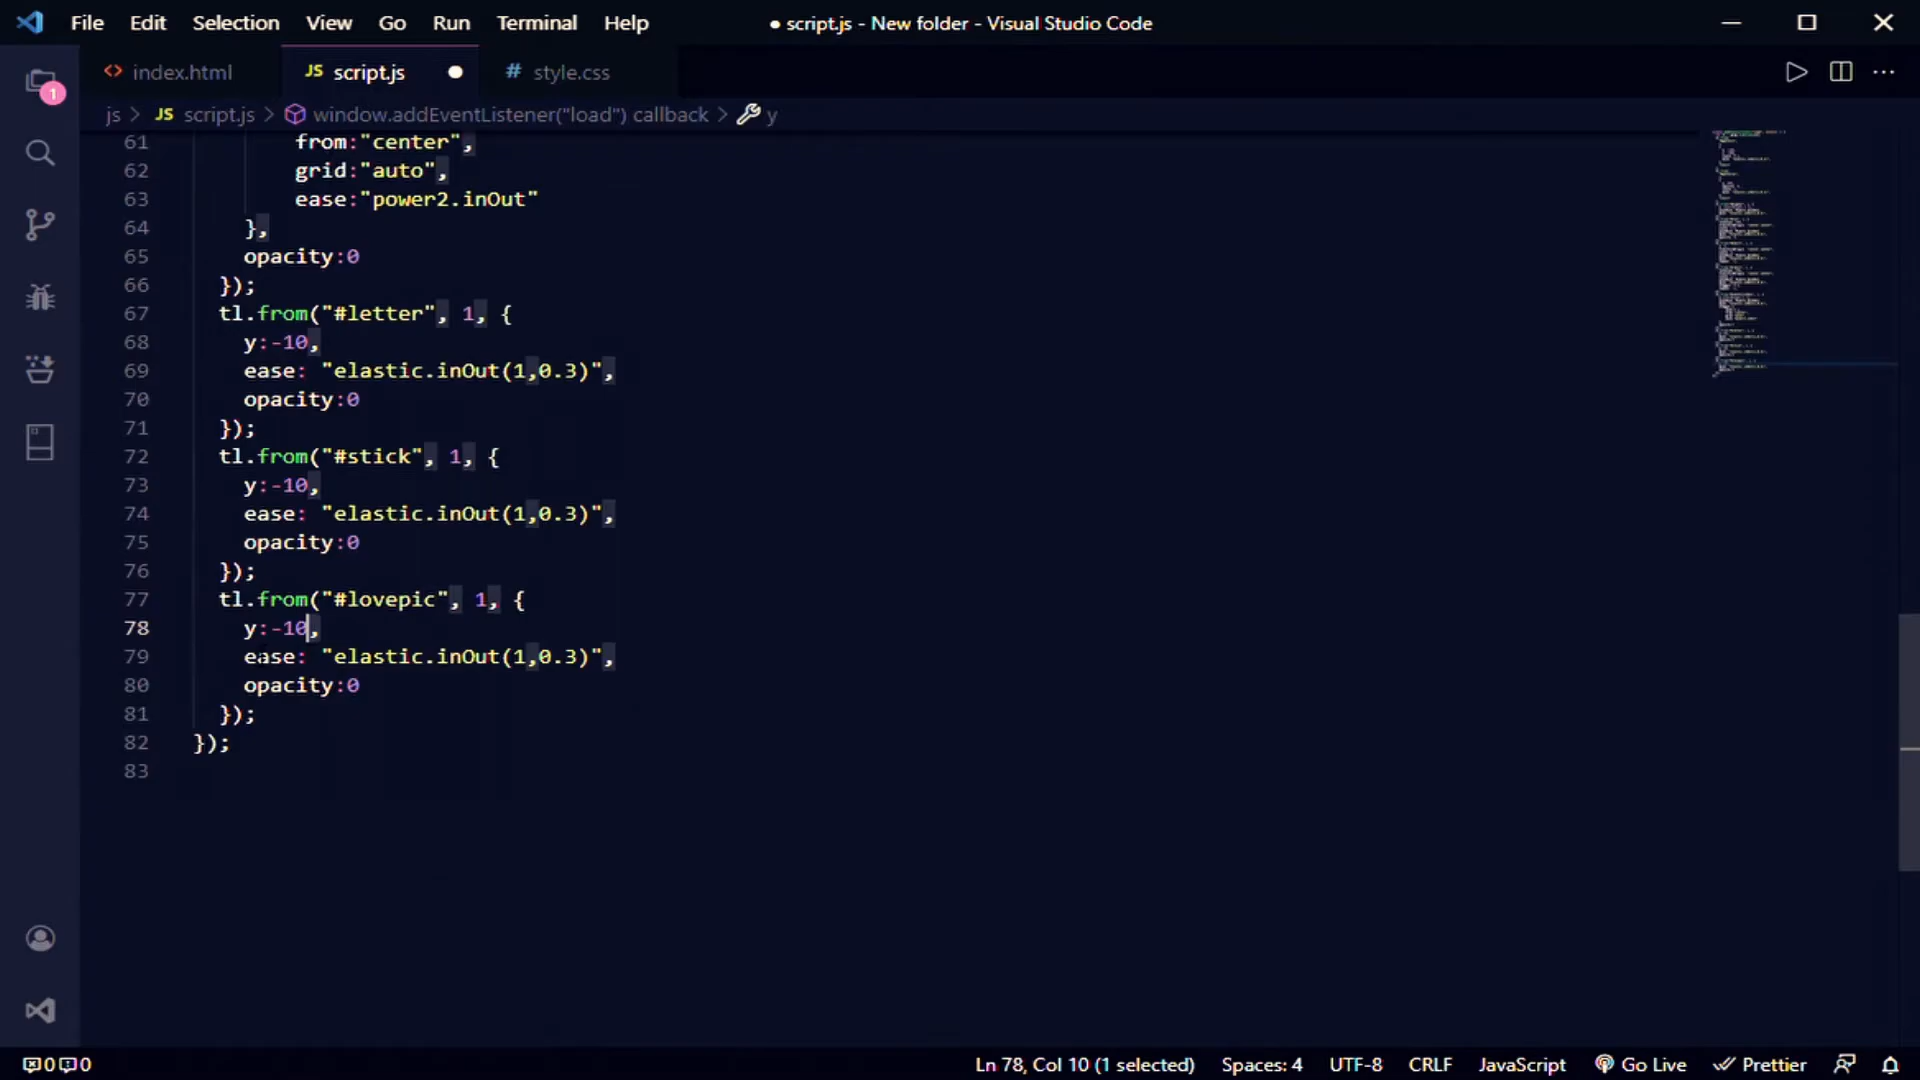 File Edit Selection View Go Run Terminal Help ● script.js - New folder - Visual Studio Code
<> index.html JS script.js ● # style.css
js > JS script.js > window.addEventListener("load") callback > y
1
61 from:"center",
62 grid:"auto",
63 ease:"power2.inOut"
64 },
65 opacity:0
66 });
67 tl.from("#letter", 1, {
68 y:-10,
69 ease: "elastic.inOut(1,0.3)",
70 opacity:0
71 });
72 tl.from("#stick", 1, {
73 y:-10,
74 ease: "elastic.inOut(1,0.3)",
75 opacity:0
76 });
77 tl.from("#lovepic", 1, {
78 y:-10,
79 ease: "elastic.inOut(1,0.3)",
80 opacity:0
81 });
82 });
83
0 0 Ln 78, Col 10 (1 selected) Spaces: 4 UTF-8 CRLF JavaScript Go Live Prettier